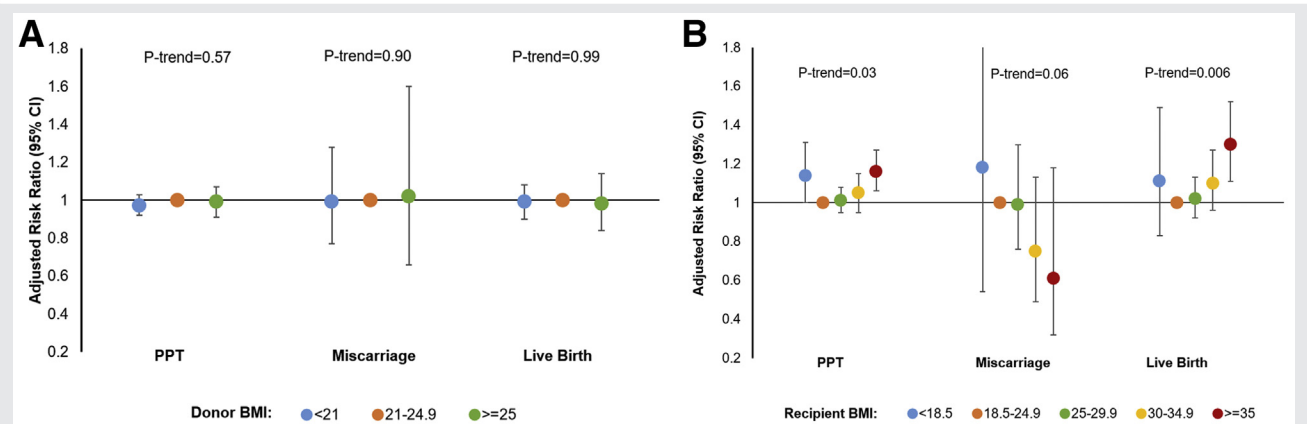 A
P-trend=0.57
P-trend=0.90
P-trend=0.99
Adjusted Risk Ratio (95% CI)
1.8
1.6
1.4
1.2
1
0.8
0.6
0.4
0.2
PPT
Miscarriage
Live Birth
Donor BMI:
<21
21-24.9
>=25
B
P-trend=0.03
P-trend=0.06
P-trend=0.006
Adjusted Risk Ratio (95% CI)
1.8
1.6
1.4
1.2
1
0.8
0.6
0.4
0.2
PPT
Miscarriage
Live Birth
Recipient BMI:
<18.5
18.5-24.9
25-29.9
30-34.9
>=35